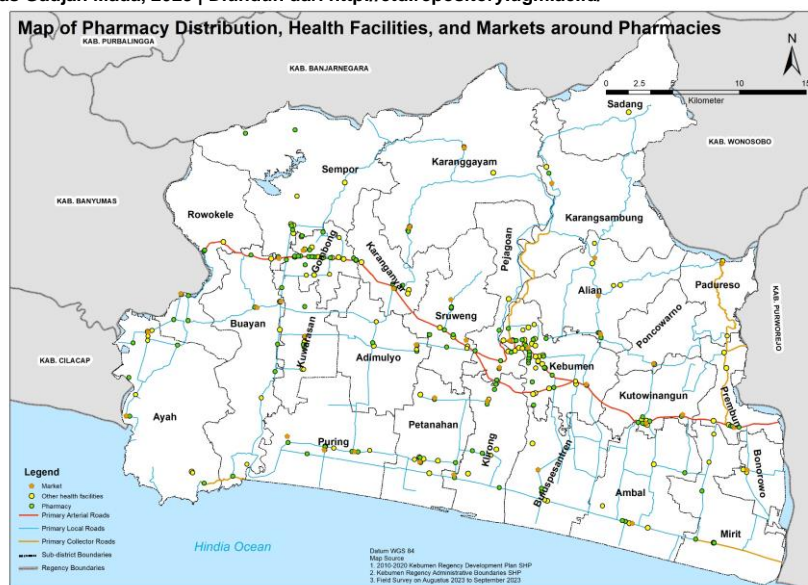 Map of Pharmacy Distribution, Health Facilities, and Markets around Pharmacies
KAB. PURBALINGGA
KAB. BANJARNEGARA
N
0 2.5 5 10 15
Kilometer
Sadang
KAB. WONOSOBO
Karanggayam
Sempor
KAB. BANYUMAS
Rowokele
Karangsambung
Pejagoan
Gombong
Karanganyar
Padureso
Alian
Sruweng
Poncowarno
KAB. PURWOREJO
Buayan
Kuwarasan
Adimulyo
KAB. CILACAP
Kebumen
Kutowinangun
Prembun
Ayah
Petanahan
Puring
Klirong
Buluspesantren
Bonorowo
Ambal
Mirit
Legend
Market
Other health facilities
Pharmacy
Primary Arterial Roads
Primary Local Roads
Primary Collector Roads
Sub-district Boundaries
Regency Boundaries
Hindia Ocean
Datum WGS 84
Map Source
1. 2010-2020 Kebumen Regency Development Plan SHP
2. Kebumen Regency Administrative Boundaries SHP
3. Field Survey on Augustus 2023 to September 2023